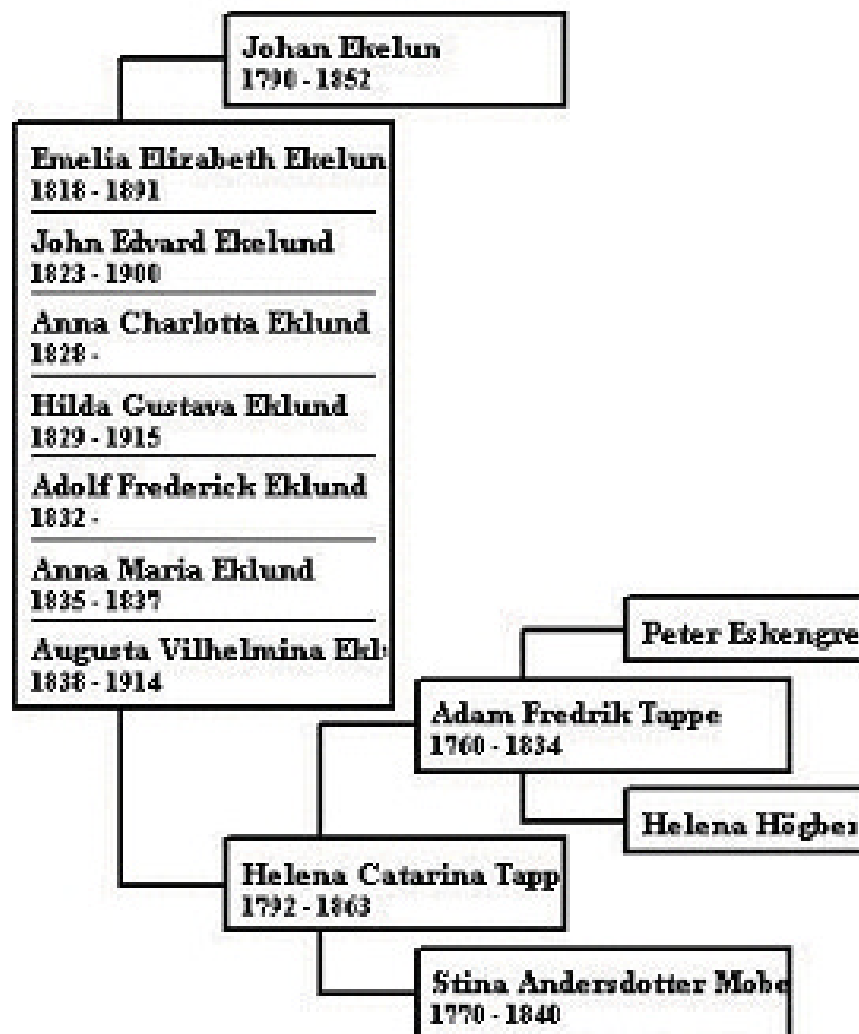 Johan Ekelun
1790 - 1852
Emelia Elizabeth Ekelun
1818 - 1891
John Edvard Ekelund
1823 - 1900
Anna Charlotta Eklund
1828 -
Hilda Gustava Eklund
1829 - 1915
Adolf Frederick Eklund
1832 -
Anna Maria Eklund
1835 - 1837
Augusta Vilhelmina Ekl
1838 - 1914
Peter Eskengre
Adam Fredrik Tappe
1760 - 1834
Helena Högber
Helena Catarina Tapp
1792 - 1863
Stina Andersdotter Mobe
1770 - 1840